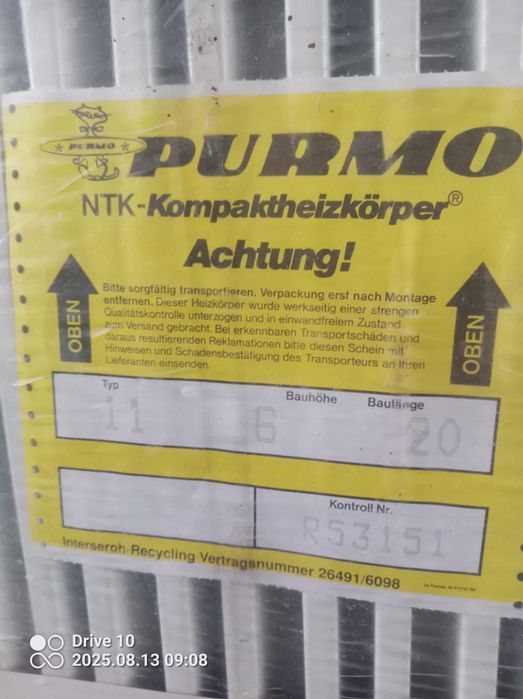 PURMO
PURMO
NTK-Kompaktheizkörper®
Achtung!
Bitte sorgfältig transportieren. Verpackung erst nach Montage
entfernen. Dieser Heizkörper wurde werkseitig einer strengen
Qualitätskontrolle unterzogen und in einwandfreiem Zustand
zum Versand gebracht. Bei erkennbaren Transportschäden und
daraus resultierenden Reklamationen bitte diesen Schein mit
Hinweisen und Schadensbestätigung des Transporteurs an Ihren
Lieferanten einsenden.
OBEN
OBEN
Typ Bauhöhe Baulänge
11 6 20
Kontroll Nr.
R53151
Interseroh-Recycling Vertragsnummer 26491/6098
Drive 10
2025.08.13 09:08